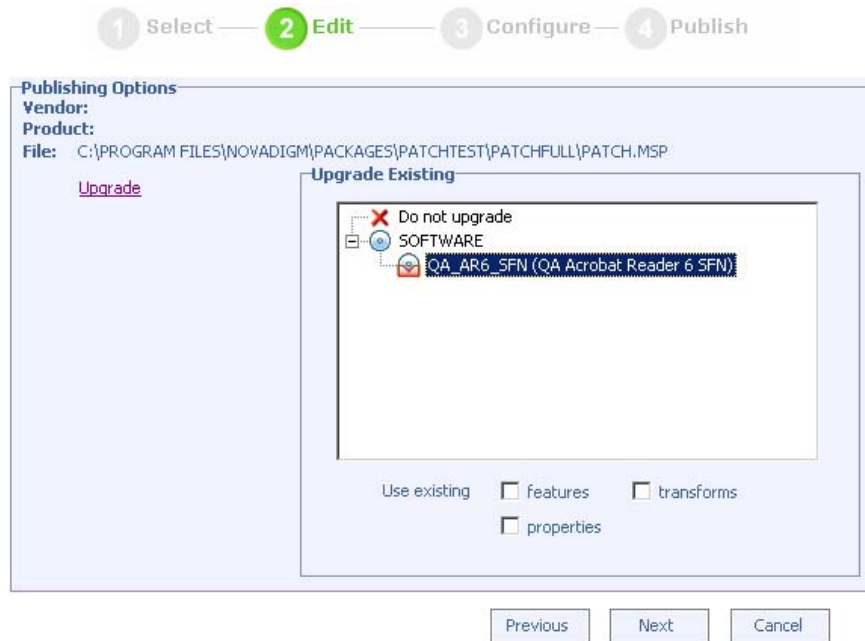 1 Select 2 Edit 3 Configure 4 Publish
Publishing Options
Vendor:
Product:
File: C:\PROGRAM FILES\NOVADIGM\PACKAGES\PATCHTEST\PATCHFULL\PATCH.MSP
Upgrade
Upgrade Existing
Do not upgrade
SOFTWARE
QA_AR6_SFN (QA Acrobat Reader 6 SFN)
Use existing features transforms
properties
Previous Next Cancel